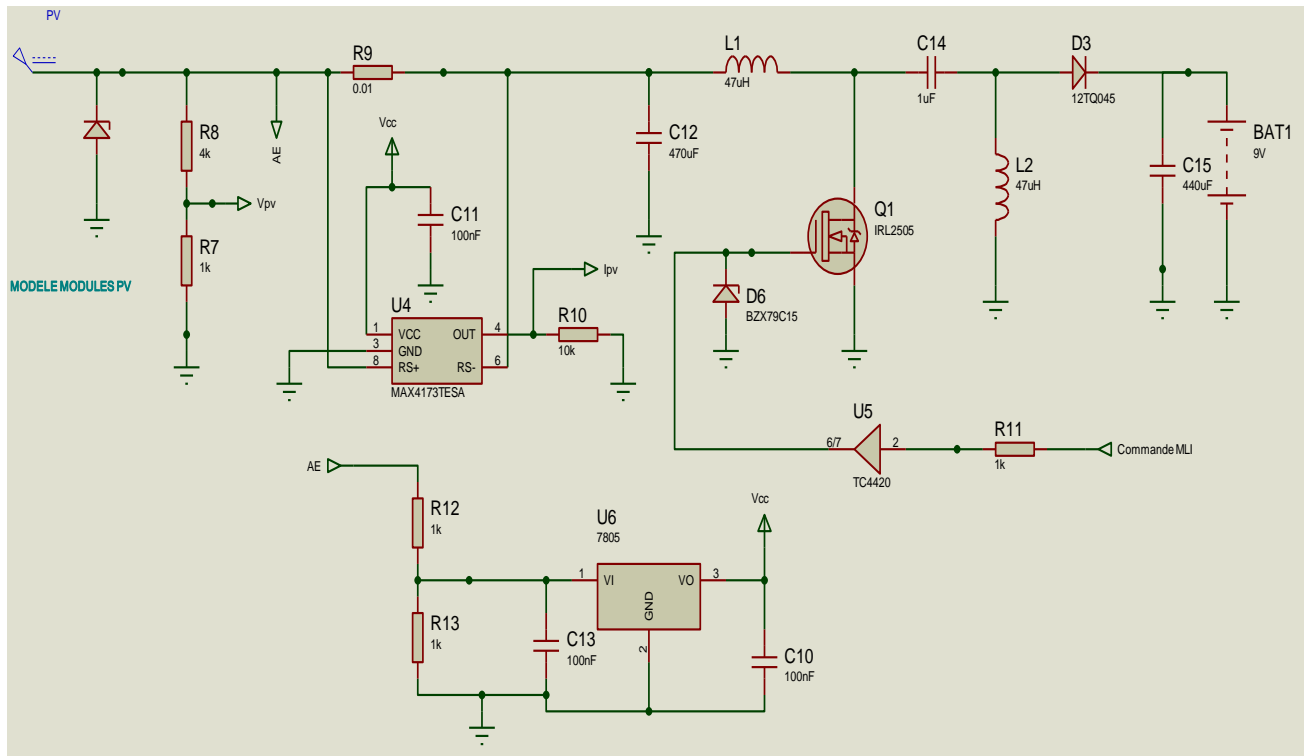 PV
R9
0.01
L1
47uH
C14
1uF
D3
12TQ045
R8
4k
AE
Vcc
C12
470uF
BAT1
9V
C15
440uF
L2
47uH
Vpv
C11
100nF
Q1
IRL2505
R7
1k
MODELE MODULES PV
Ipv
D6
BZX79C15
U4
R10
10k
1 VCC OUT 4
3 GND
8 RS+ RS- 6
MAX4173TESA
U5
6/7 2
TC4420
R11
1k
Commande MLI
AE
R12
1k
U6
7805
Vcc
1 VI VO 3
GND
2
R13
1k
C13
100nF
C10
100nF